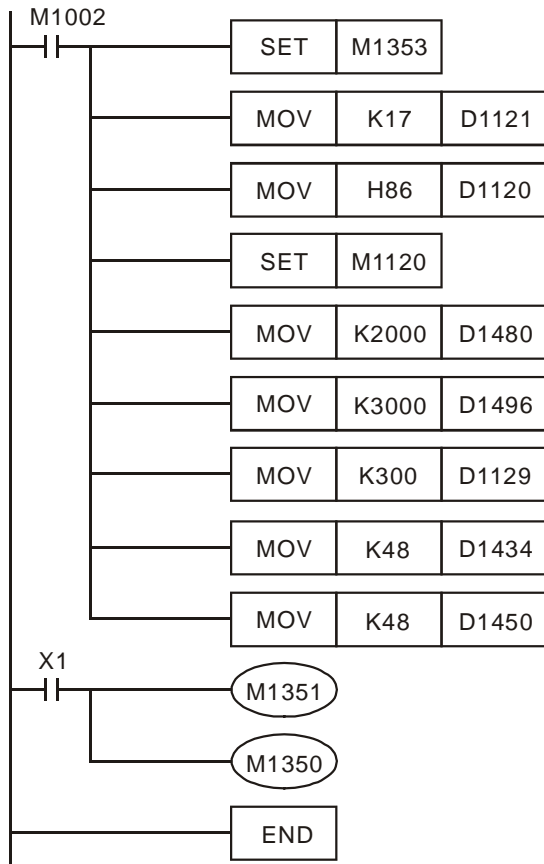 M1002
SET M1353
MOV K17 D1121
MOV H86 D1120
SET M1120
MOV K2000 D1480
MOV K3000 D1496
MOV K300 D1129
MOV K48 D1434
MOV K48 D1450
X1
M1351
M1350
END